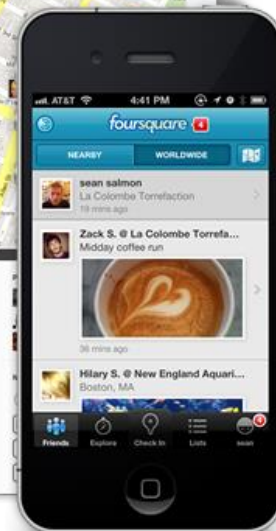 AT&T 4:41 PM
foursquare 4
NEARBY WORLDWIDE
sean salmon
La Colombe Torrefaction
19 mins ago
Zack S. @ La Colombe Torrefa...
Midday coffee run
36 mins ago
Hilary S. @ New England Aquari...
Boston, MA
4
Friends Explore Check In Lists sean